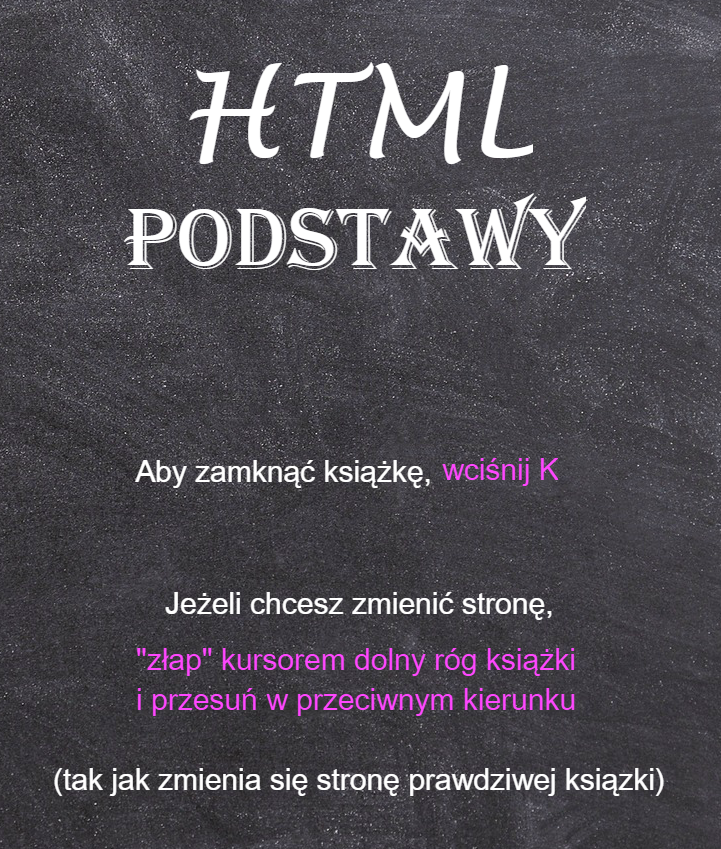 HTML
PODSTAWY
Aby zamknąć książkę, wciśnij K
Jeżeli chcesz zmienić stronę,
"złap" kursorem dolny róg książki
i przesuń w przeciwnym kierunku
(tak jak zmienia się stronę prawdziwej ksiązki)